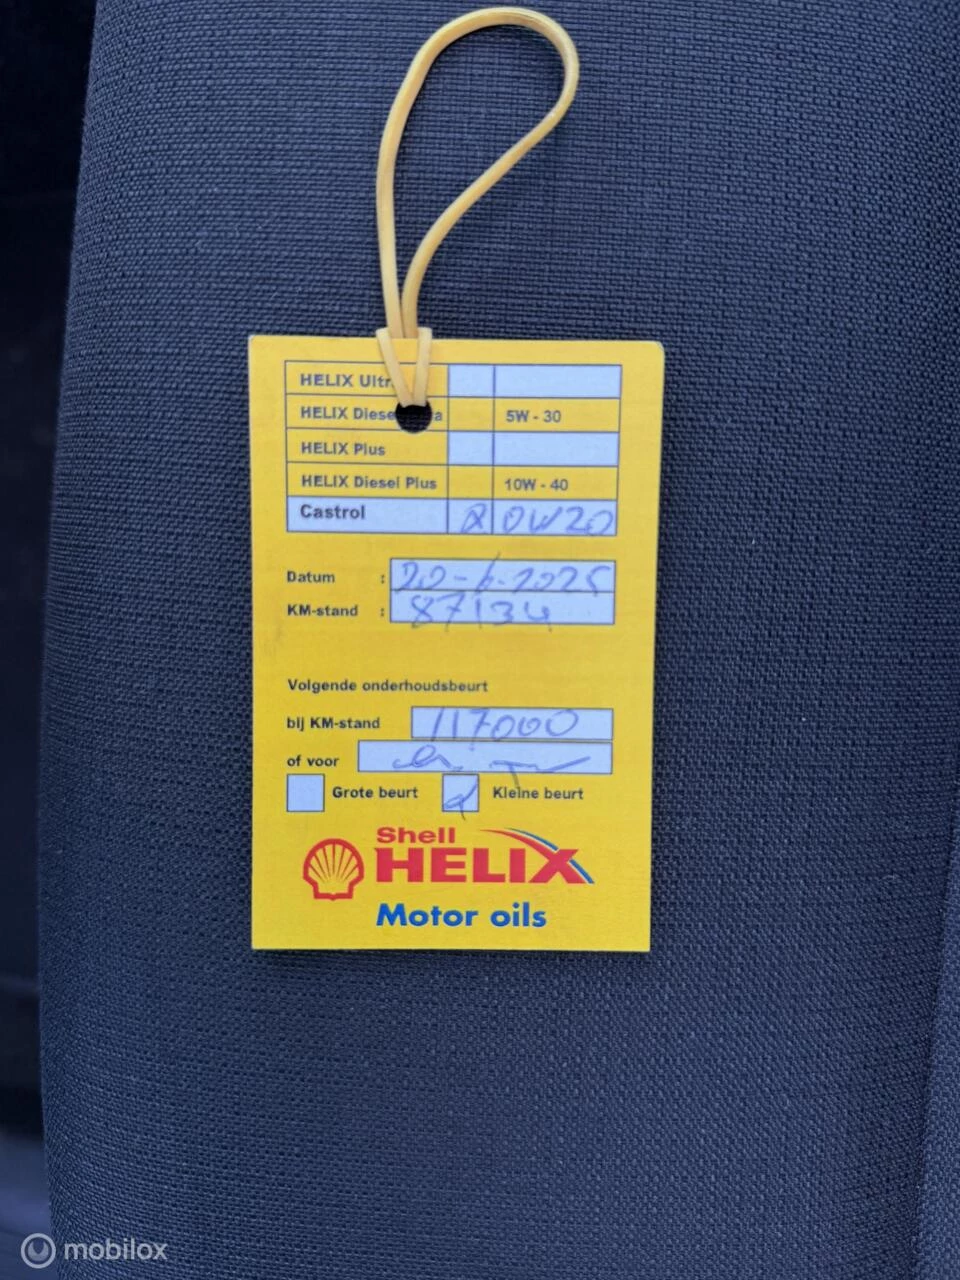 HELIX Ultr
HELIX Diese a 5W - 30
HELIX Plus
HELIX Diesel Plus 10W - 40
Castrol 0W20
Datum : 20-6-2025
KM-stand : 87134
Volgende onderhoudsbeurt
bij KM-stand 117000
of voor
Grote beurt Kleine beurt
Shell
HELIX
Motor oils
mobilox